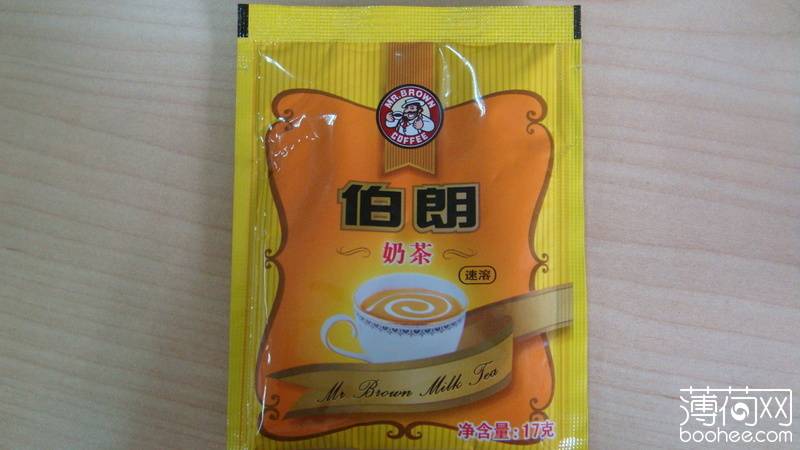 MR.BROWN
COFFEE
伯朗
奶茶
速溶
Mr Brown Milk Tea
净含量:17克
薄荷网
boohee.com